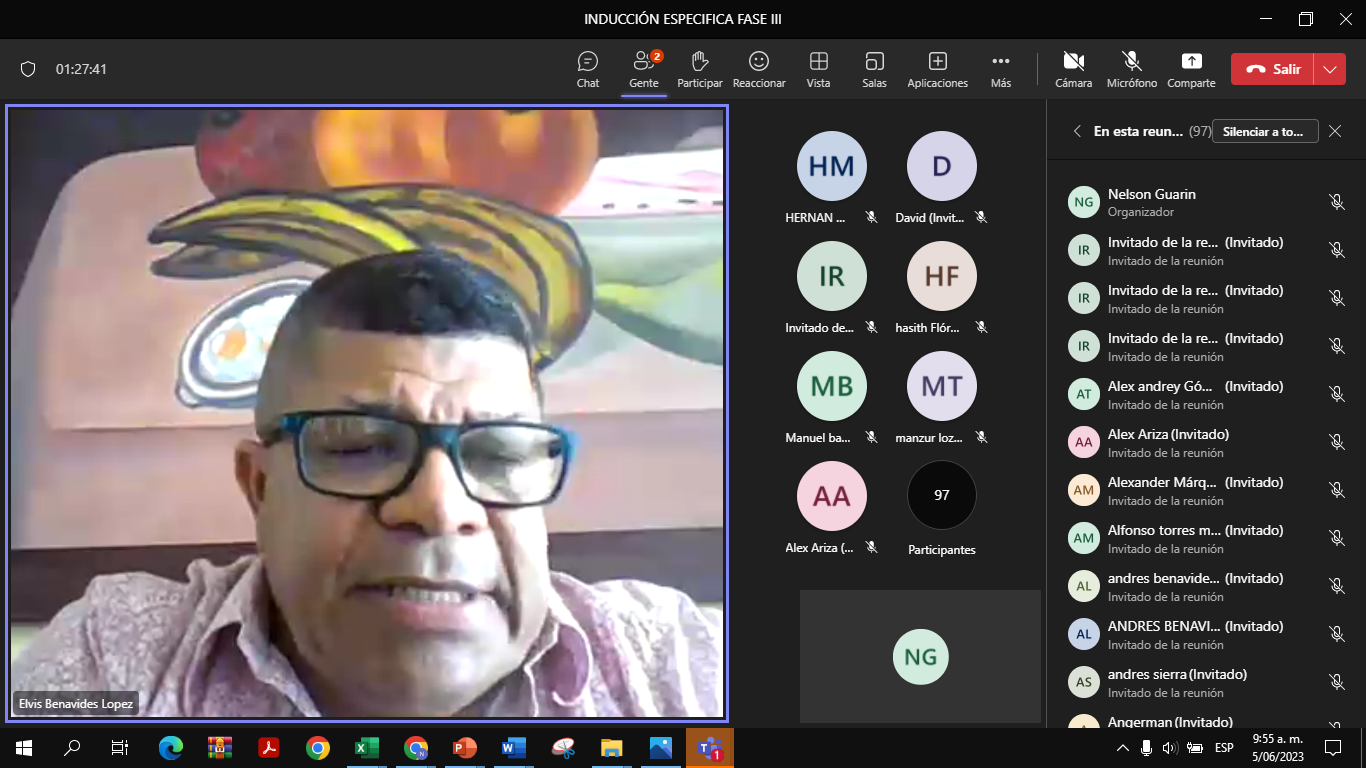 INDUCCIÓN ESPECIFICA FASE III
01:27:41
Chat
2
Gente
Participar
Reaccionar
Vista
Salas
Aplicaciones
Más
Cámara
Micrófono
Comparte
Salir
Elvis Benavides Lopez
HM
HERNAN ...
D
David (Invit...
IR
Invitado de...
HF
hasith Flór...
MB
Manuel ba...
MT
manzur loz...
AA
Alex Ariza (...
97
Participantes
NG
En esta reun... (97)
Silenciar a to...
NG
Nelson Guarin
Organizador
IR
Invitado de la re... (Invitado)
Invitado de la reunión
IR
Invitado de la re... (Invitado)
Invitado de la reunión
IR
Invitado de la re... (Invitado)
Invitado de la reunión
AT
Alex andrey Gó... (Invitado)
Invitado de la reunión
AA
Alex Ariza (Invitado)
Invitado de la reunión
AM
Alexander Márq... (Invitado)
Invitado de la reunión
AM
Alfonso torres m... (Invitado)
Invitado de la reunión
AL
andres benavide... (Invitado)
Invitado de la reunión
AL
ANDRES BENAVI... (Invitado)
Invitado de la reunión
AS
andres sierra (Invitado)
Invitado de la reunión
Angerman (Invitado)
ESP
9:55 a. m.
5/06/2023